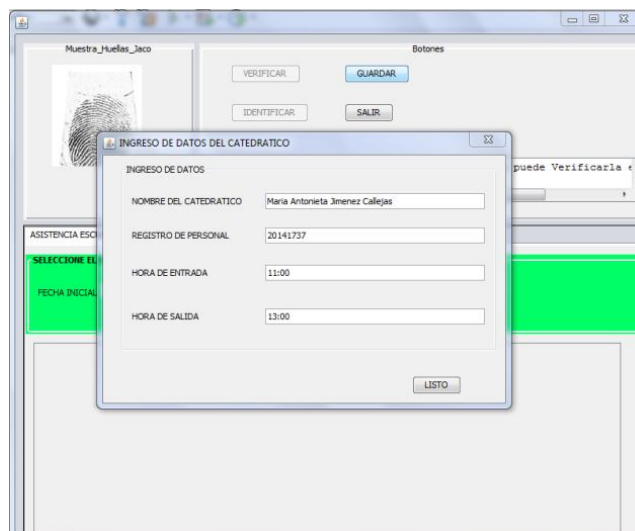 Muestra_Huellas_Jaco
Botones
VERIFICAR
GUARDAR
IDENTIFICAR
SALIR
INGRESO DE DATOS DEL CATEDRATICO
puede Verificarla
INGRESO DE DATOS
NOMBRE DEL CATEDRATICO
Maria Antonieta Jimenez Callejas
REGISTRO DE PERSONAL
20141737
ASISTENCIA
SELECCIONE EL
HORA DE ENTRADA
11:00
FECHA INICIAL
HORA DE SALIDA
13:00
LISTO